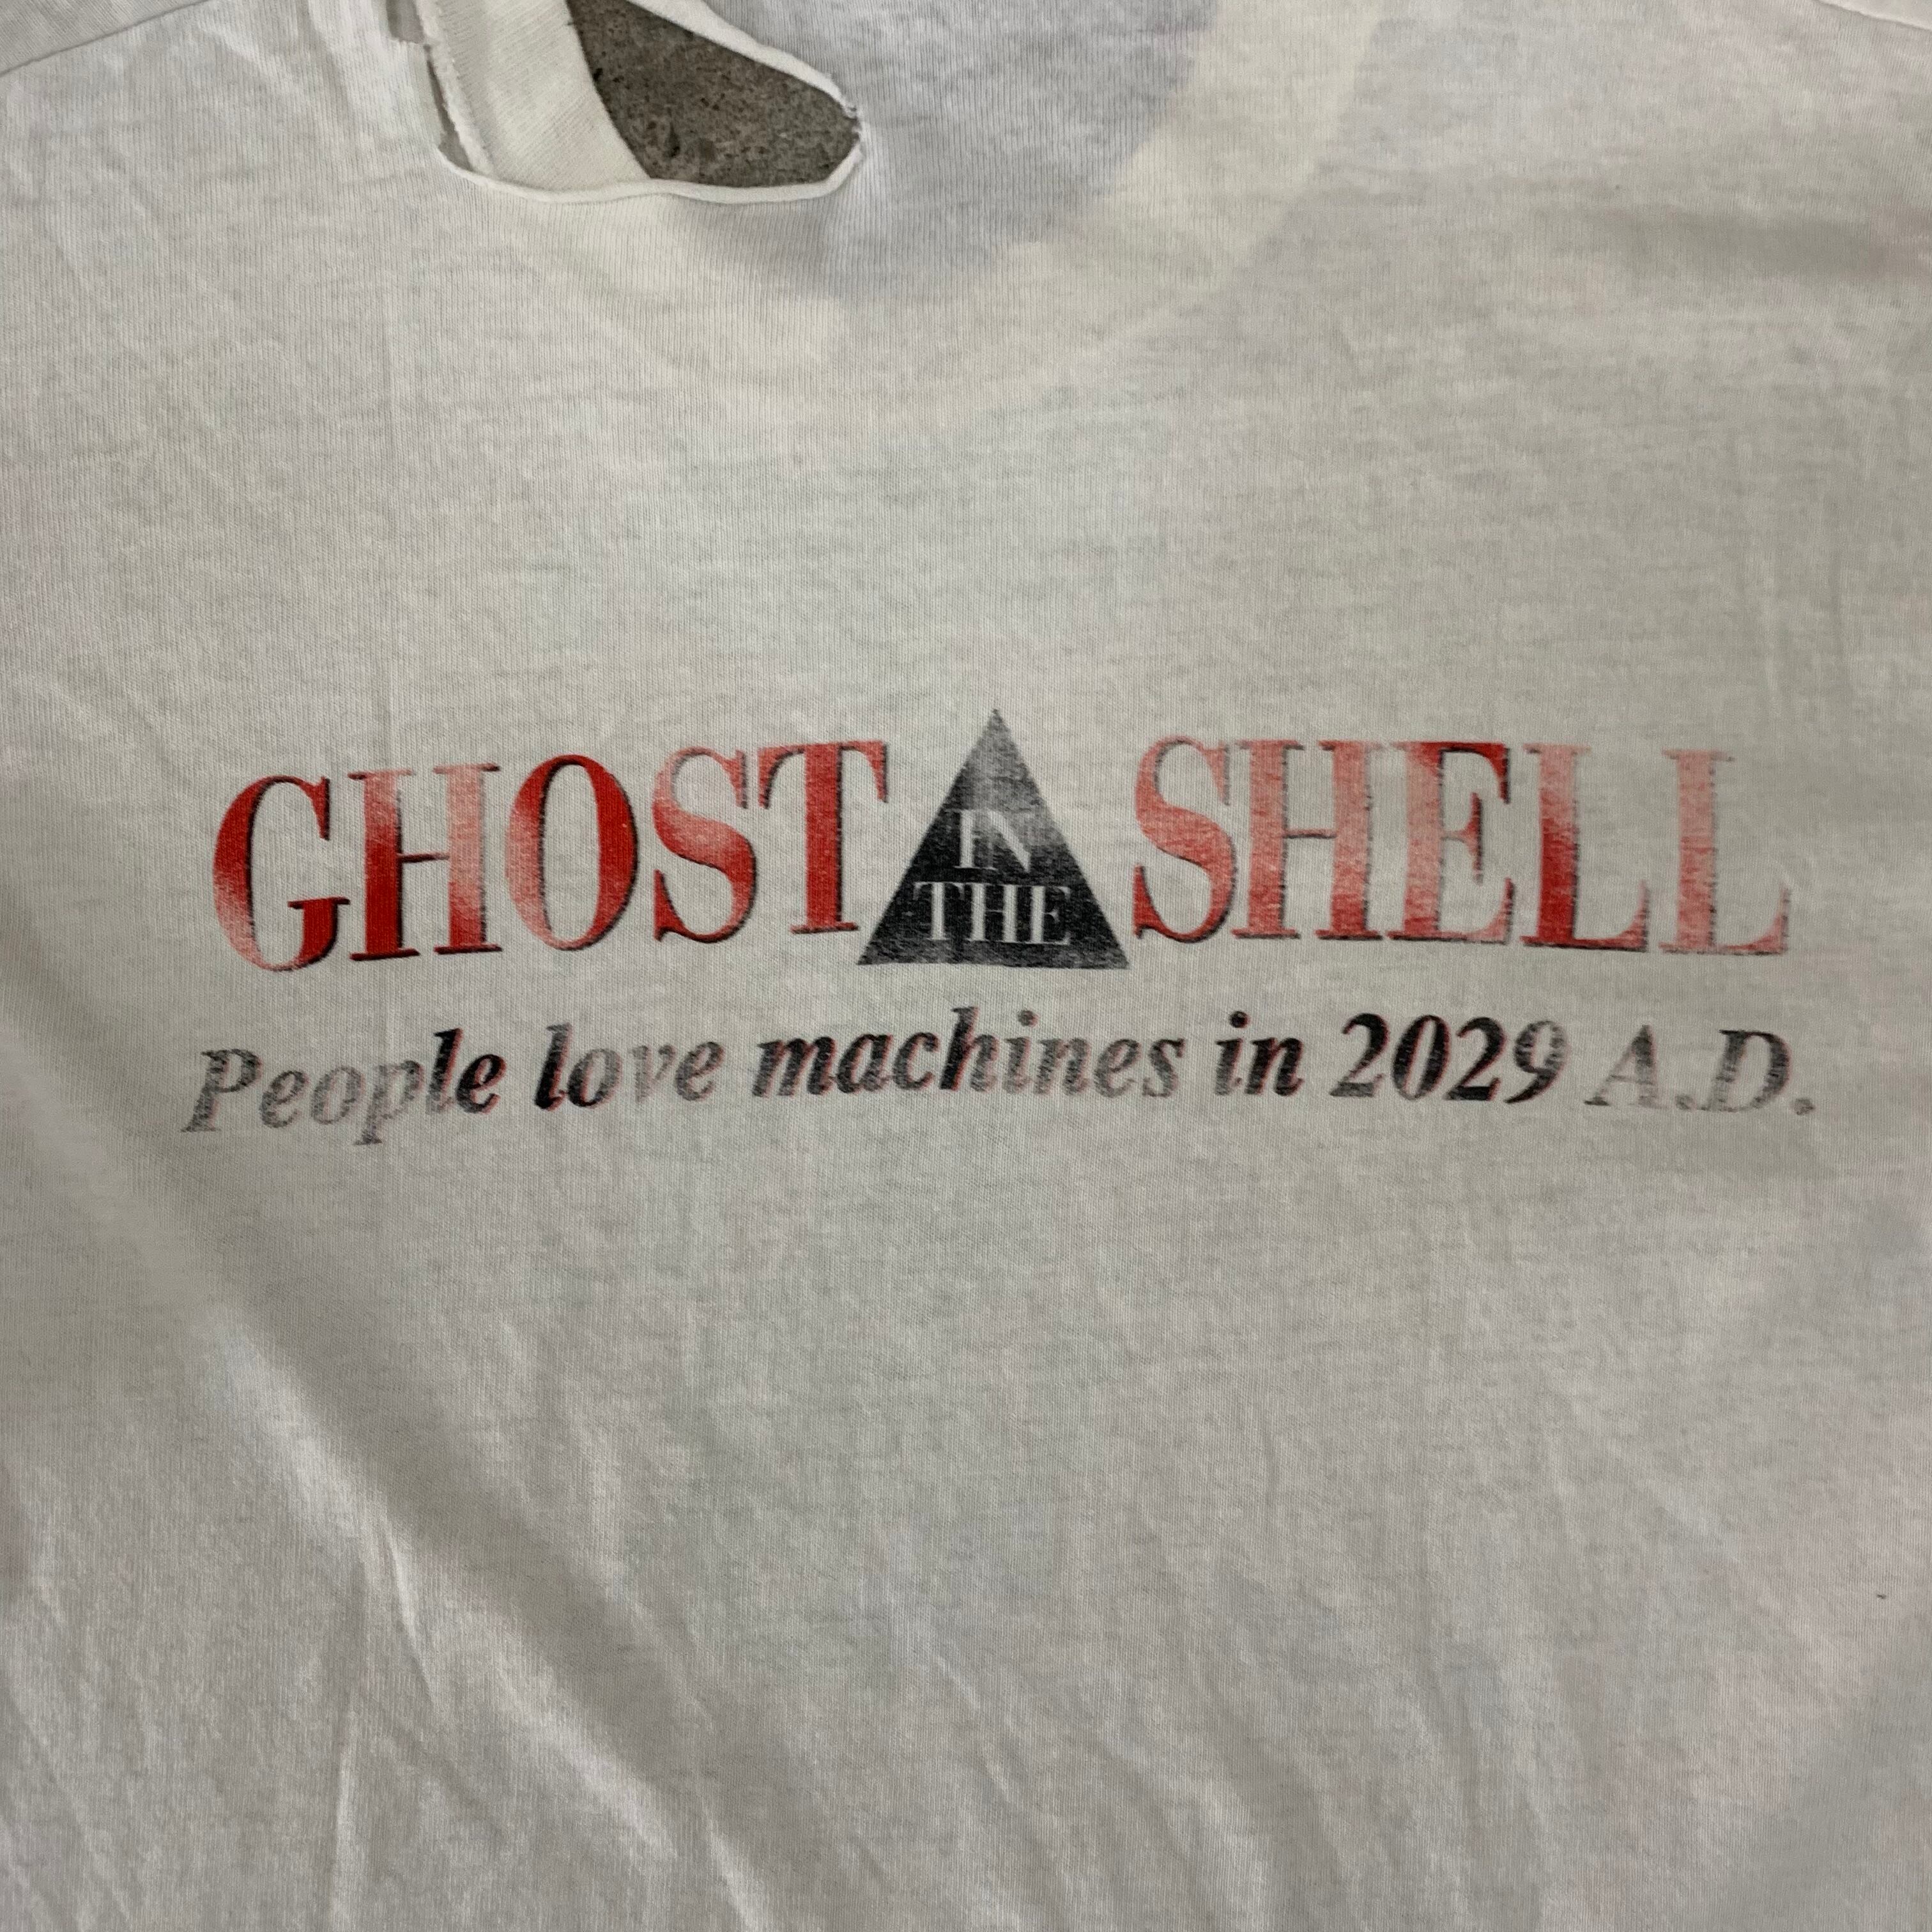 GHOST IN THE SHELL
People love machines in 2029 A.D.